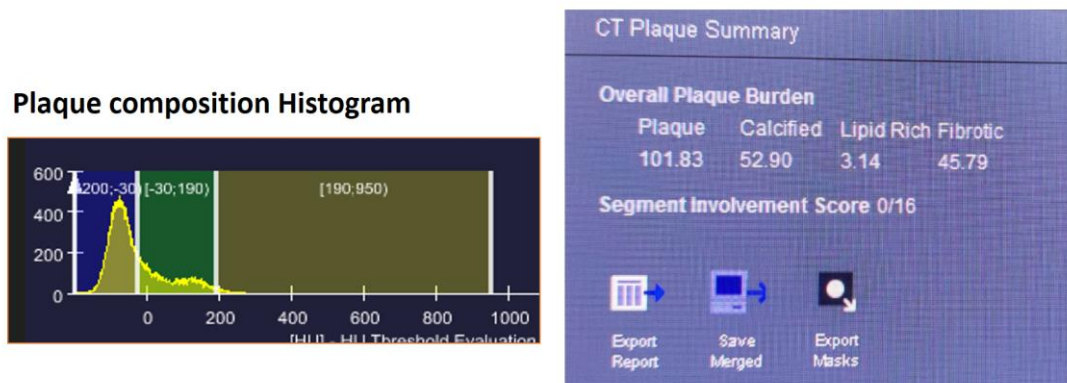 Plaque composition Histogram
600
400
200
0
200;-30) [-30;190) [190;950)
0 200 400 600 800 1000
[HU] - HU Threshold Evaluation
CT Plaque Summary
Overall Plaque Burden
Plaque Calcified Lipid Rich Fibrotic
101.83 52.90 3.14 45.79
Segment Involvement Score 0/16
Export Report
Save Merged
Export Masks